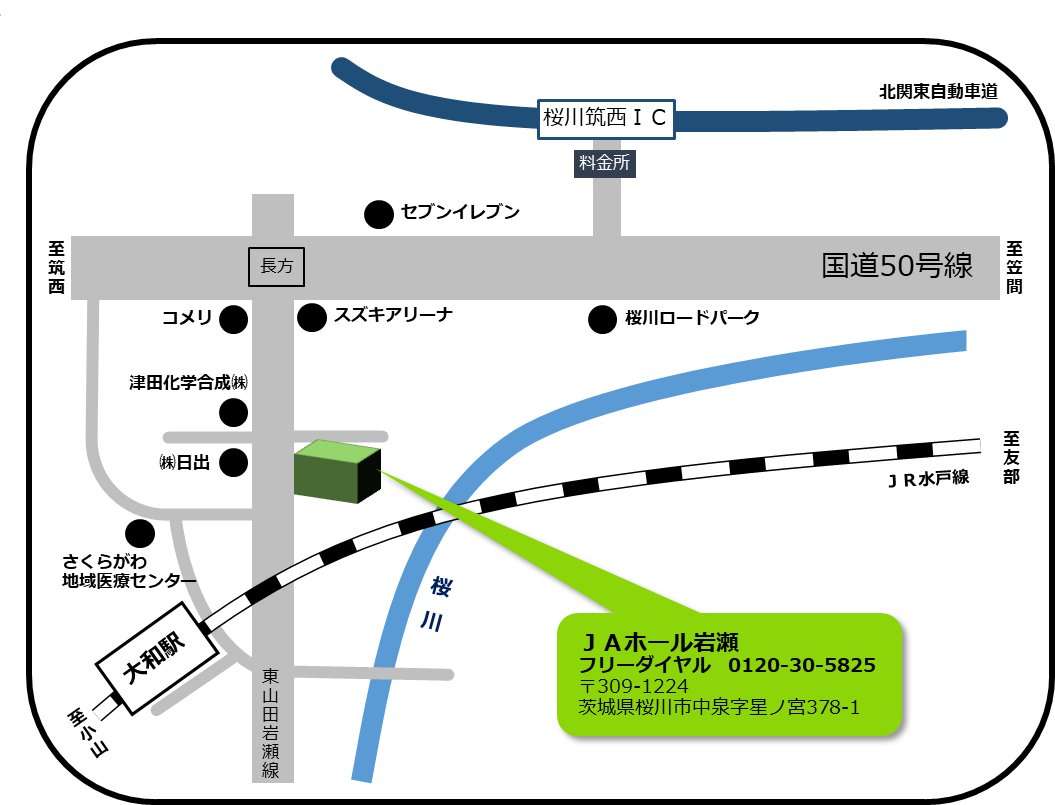 北関東自動車道
桜川筑西ＩＣ
料金所
セブンイレブン
至筑西
長方
国道50号線
至笠間
コメリ
スズキアリーナ
桜川ロードパーク
津田化学合成㈱
㈱日出
至友部
ＪＲ水戸線
さくらがわ
地域医療センター
桜川
大和駅
至小山
東山田岩瀬線
ＪＡホール岩瀬
フリーダイヤル　0120-30-5825
〒309-1224
茨城県桜川市中泉字星ノ宮378-1